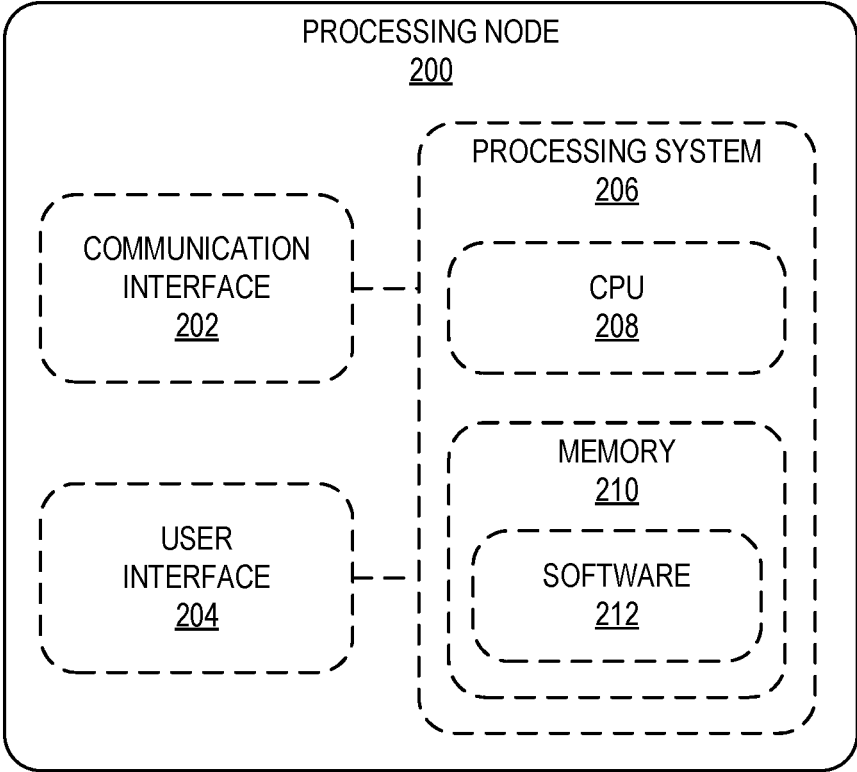 PROCESSING NODE
200
PROCESSING SYSTEM
206
COMMUNICATION
INTERFACE
202
CPU
208
MEMORY
210
USER
INTERFACE
204
SOFTWARE
212